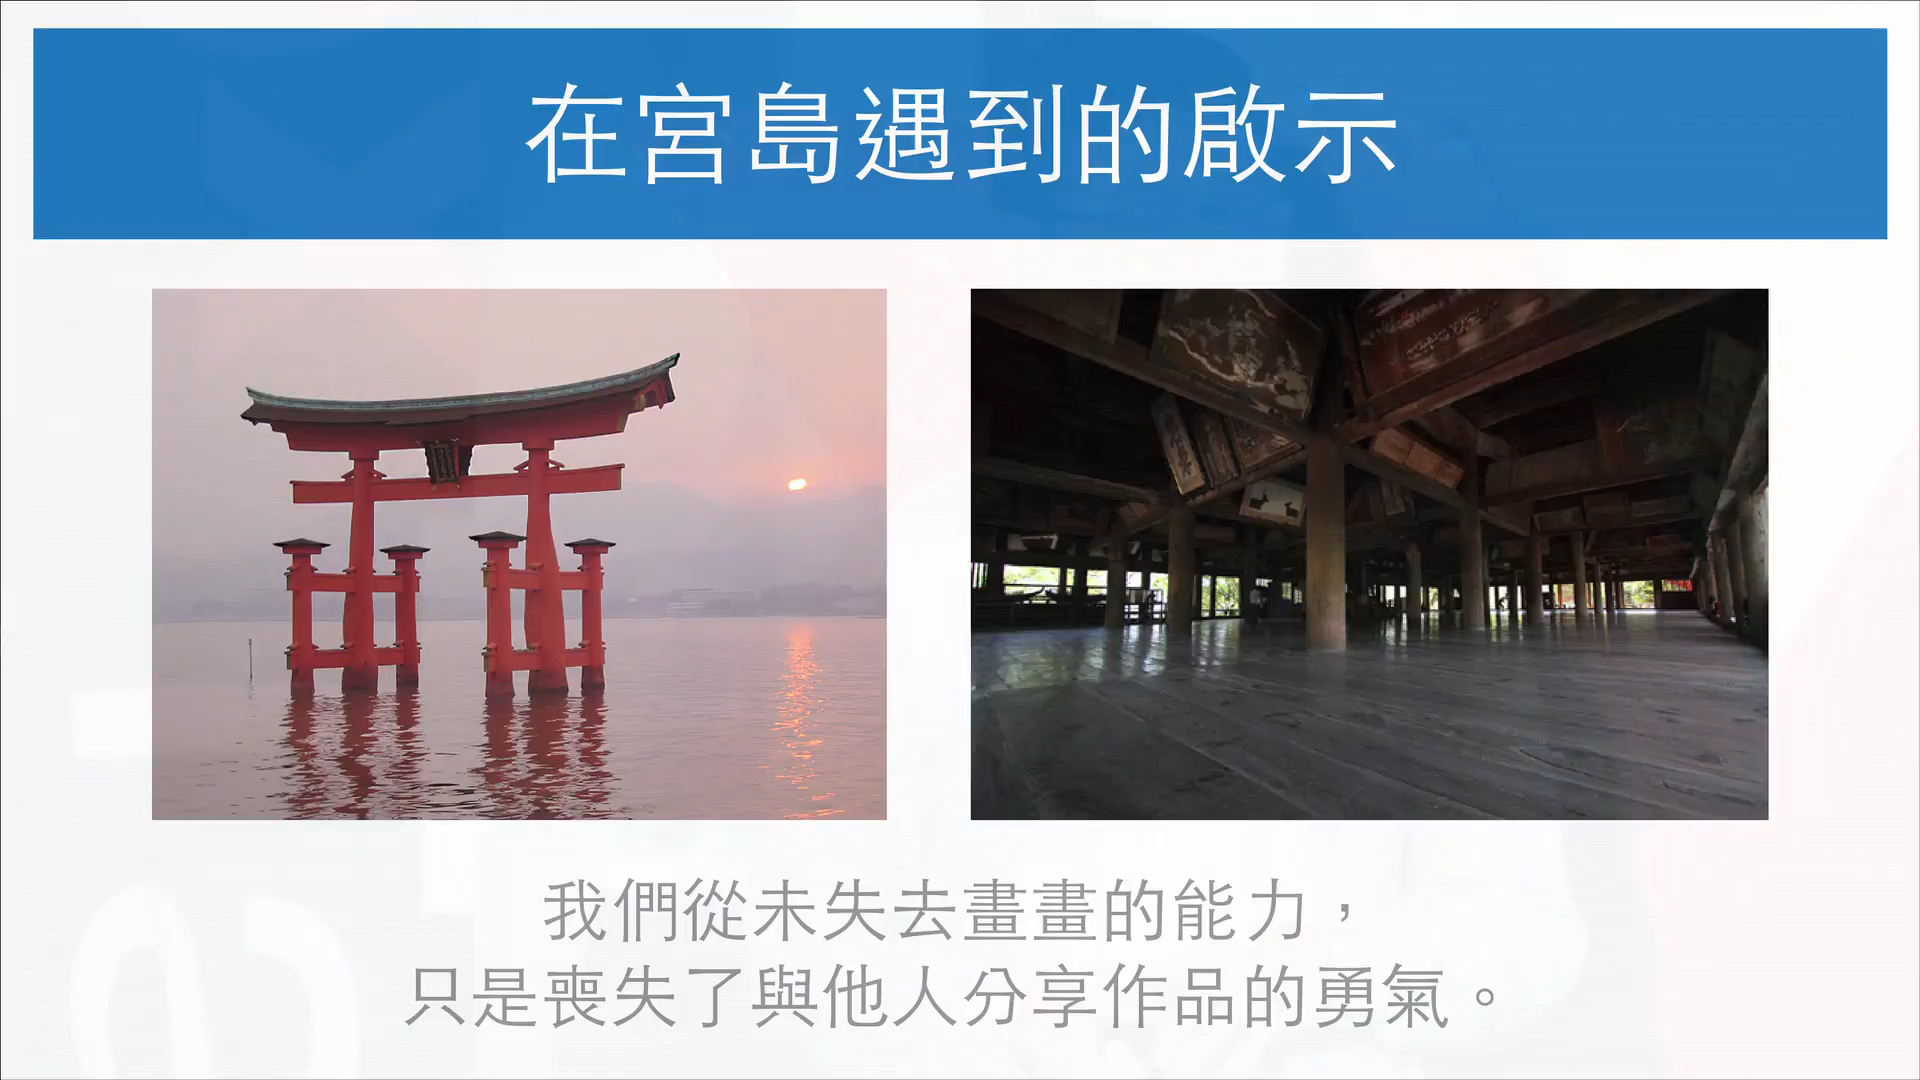 在宮島遇到的啟示
我們從未失去畫畫的能力，
只是喪失了與他人分享作品的勇氣。